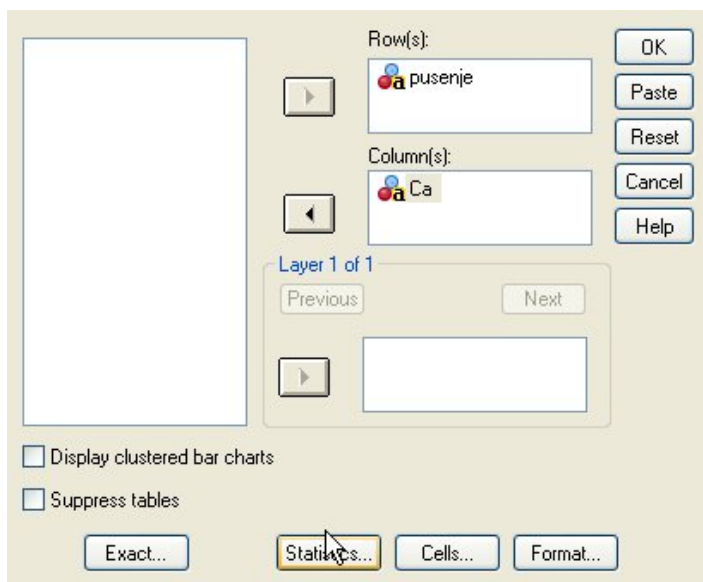 Row(s):
pusenje
OK
Paste
Reset
Column(s):
Ca
Cancel
Help
Layer 1 of 1
Previous
Next
Display clustered bar charts
Suppress tables
Exact...
Statistics...
Cells...
Format...